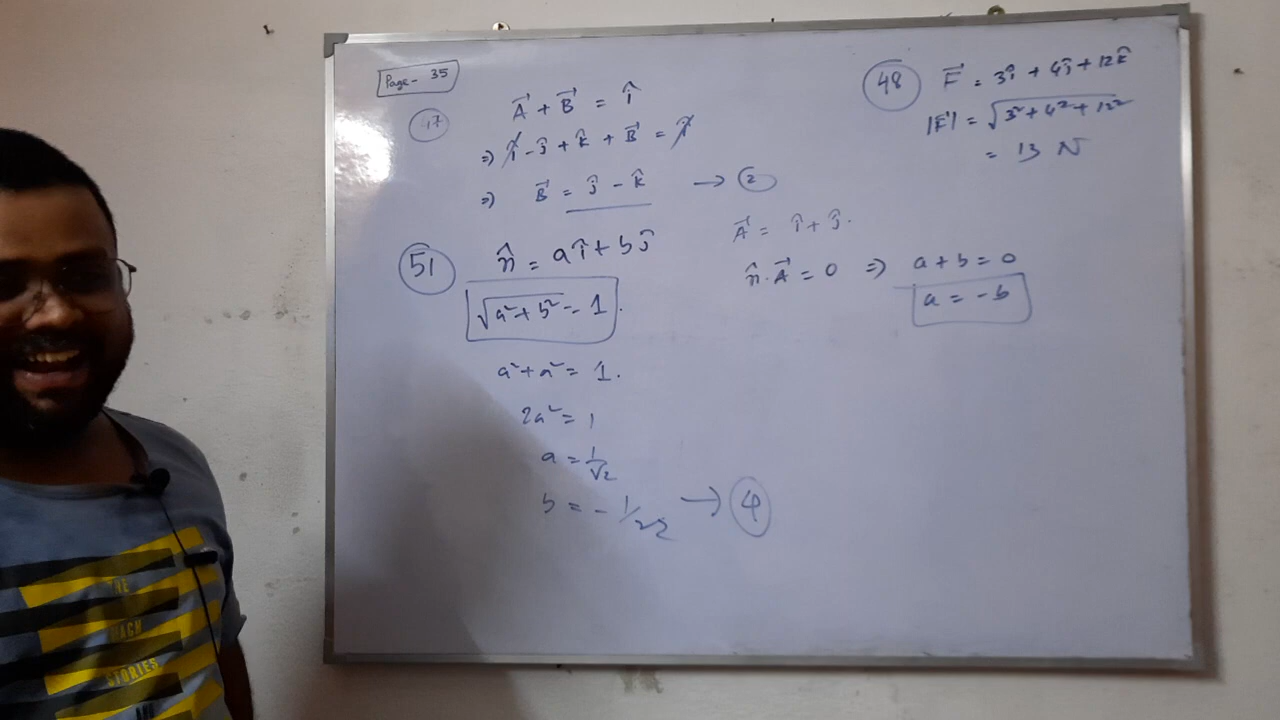 Page - 35
47
A⃗ + B⃗ = î
⇒ î - ĵ + k̂ + B⃗ = î
⇒ B⃗ = ĵ - k̂ → 2
48 F⃗ = 3î + 4ĵ + 12k̂
|F⃗| = √3² + 4² + 12²
= 13 N
51 n̂ = aî + bĵ
√a² + b² = 1.
a² + a² = 1.
2a² = 1
a = 1/√2
b = - 1/√2 → 4
A⃗ = î + ĵ.
n̂ . A⃗ = 0 ⇒ a + b = 0
a = - b
STORIES